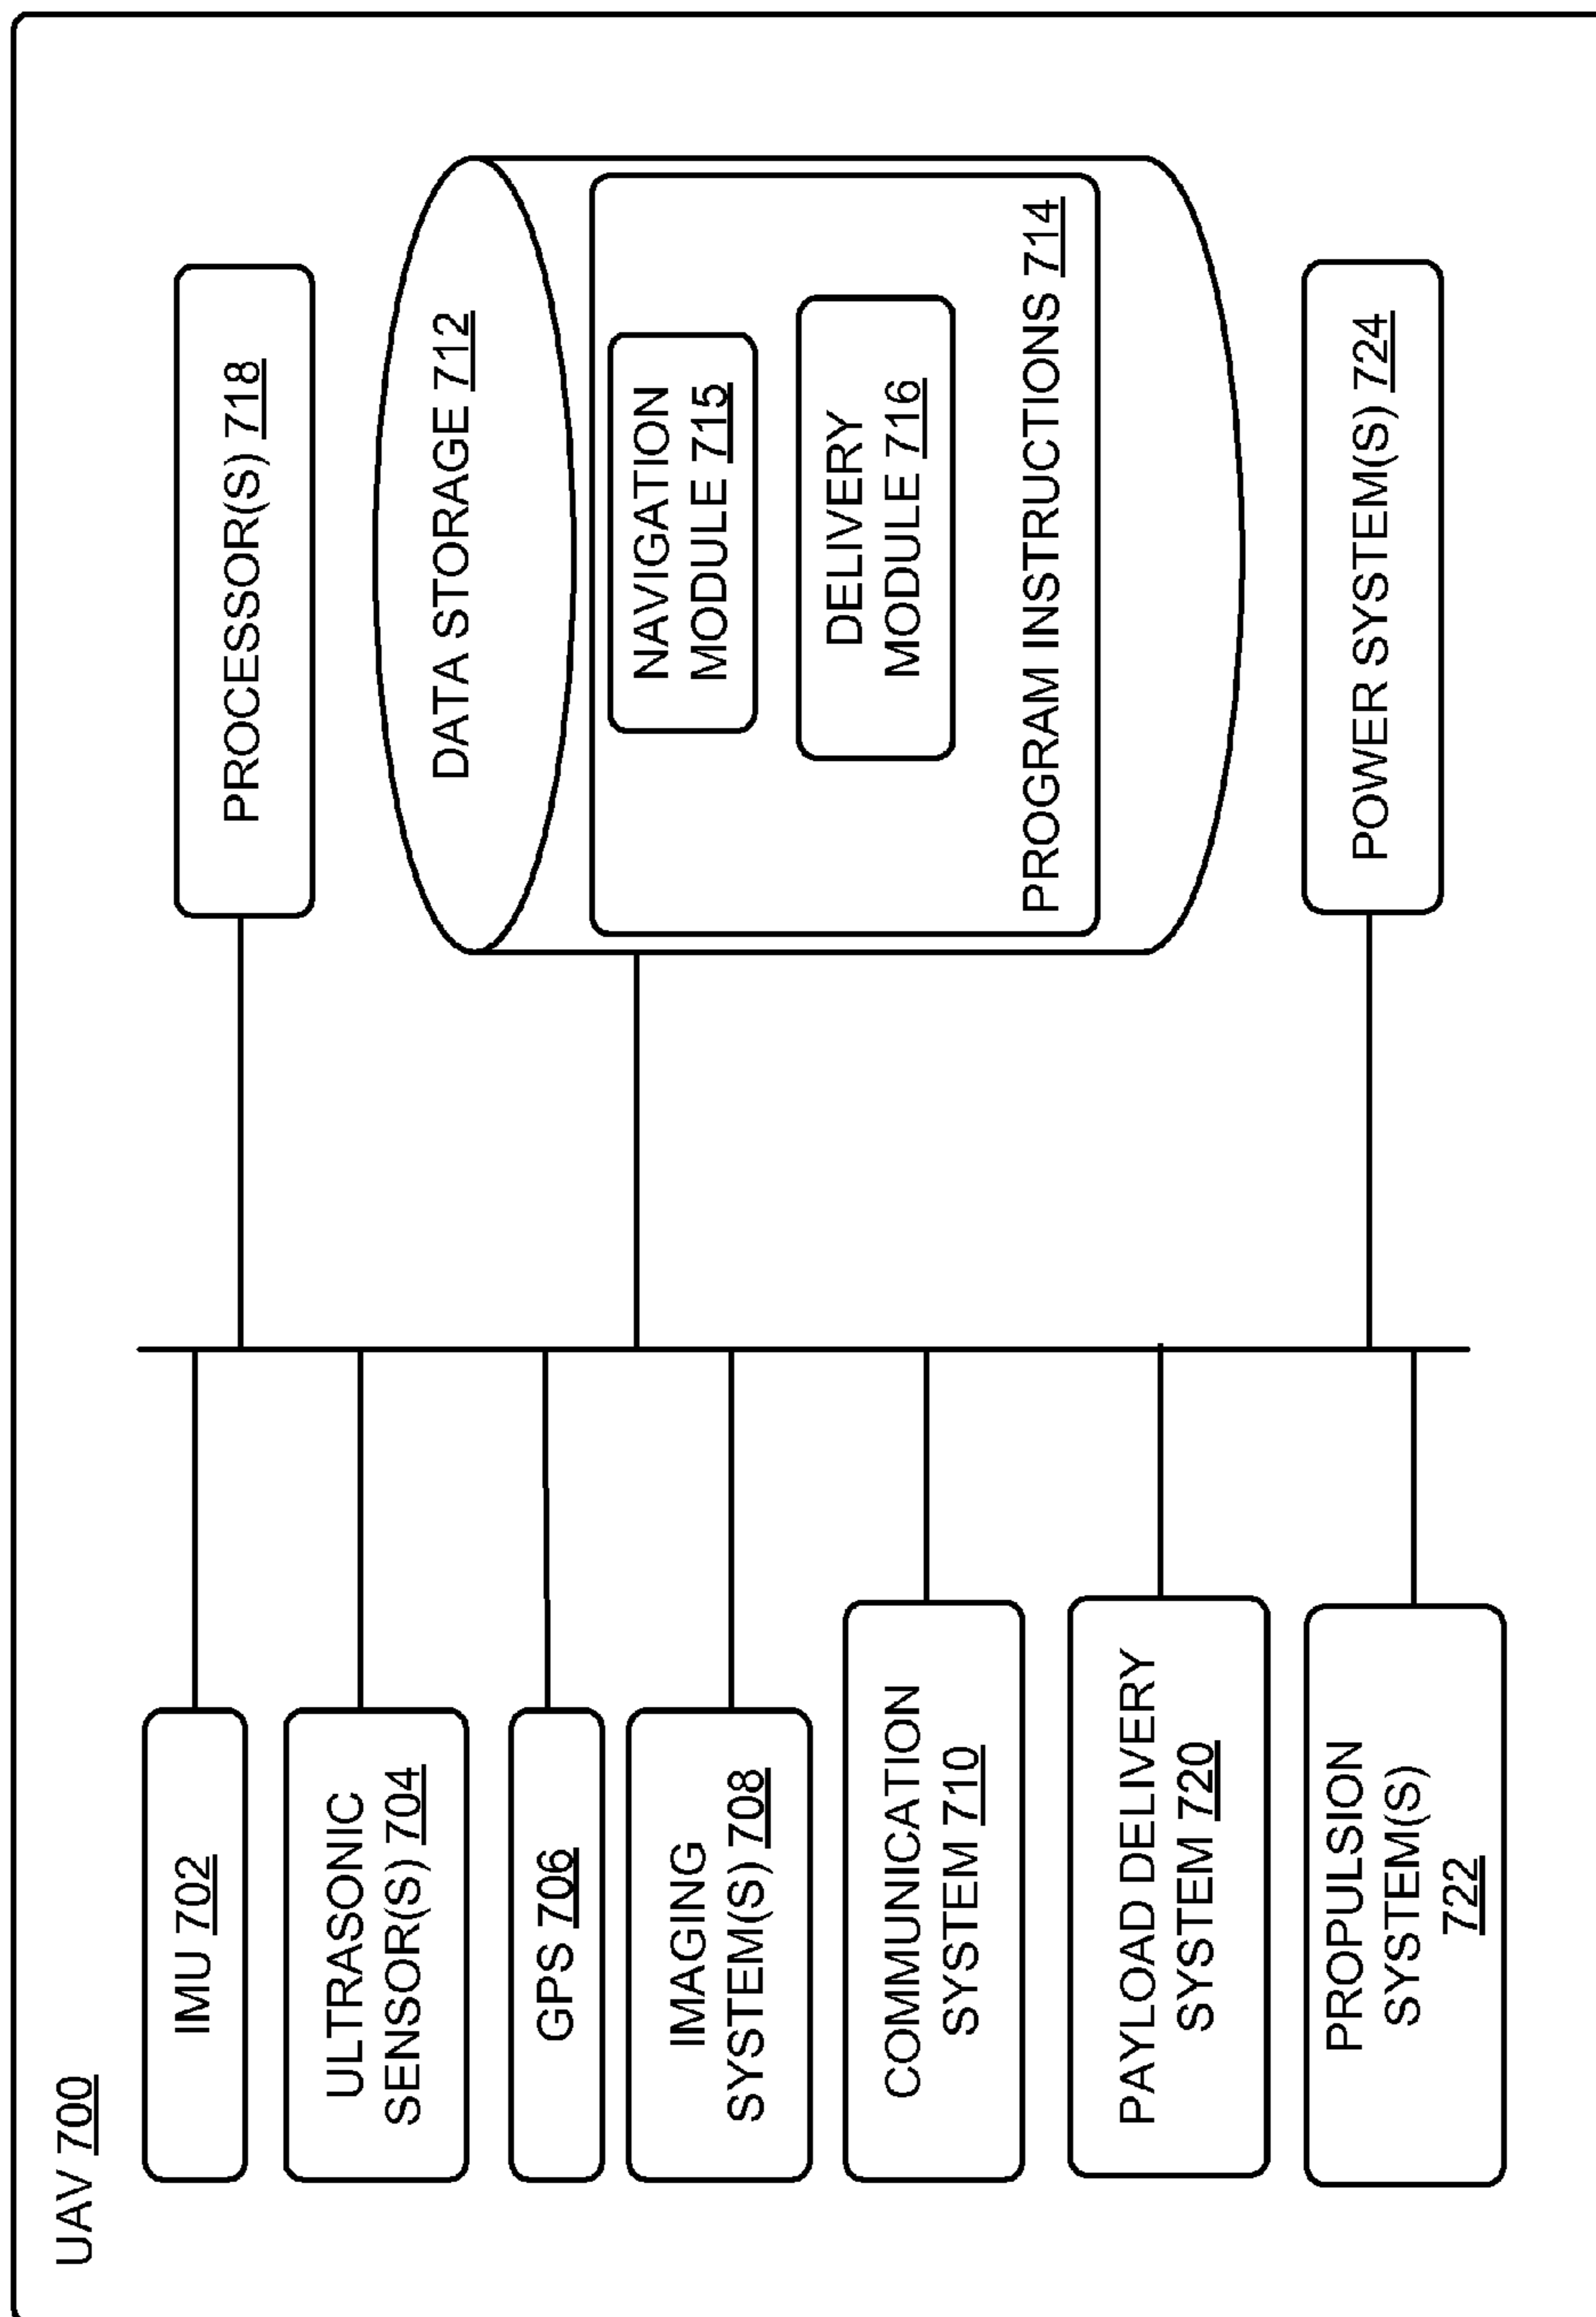 UAV 700
IMU 702
ULTRASONIC
SENSOR(S) 704
GPS 706
IMAGING
SYSTEM(S) 708
COMMUNICATION
SYSTEM 710
PAYLOAD DELIVERY
SYSTEM 720
PROPULSION
SYSTEM(S)
722
PROCESSOR(S) 718
DATA STORAGE 712
NAVIGATION
MODULE 715
DELIVERY
MODULE 716
PROGRAM INSTRUCTIONS 714
POWER SYSTEM(S) 724